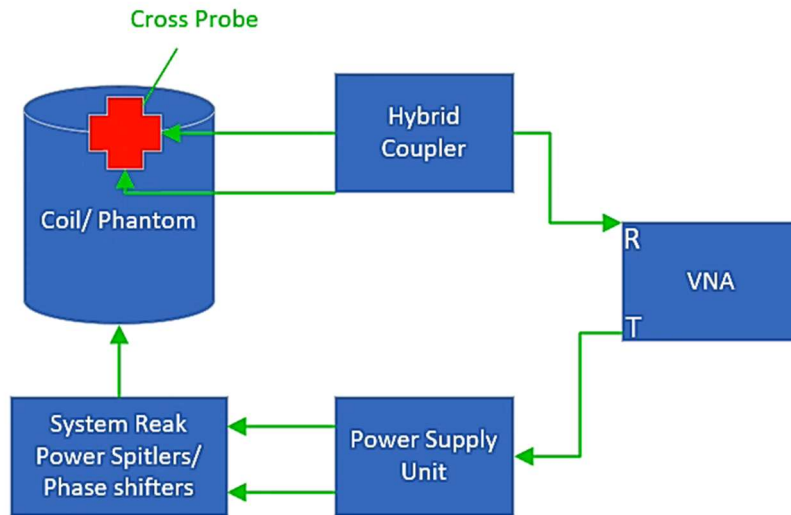 Cross Probe
Hybrid
Coupler
Coil/ Phantom
R
VNA
T
System Reak
Power Spitlers/
Phase shifters
Power Supply
Unit